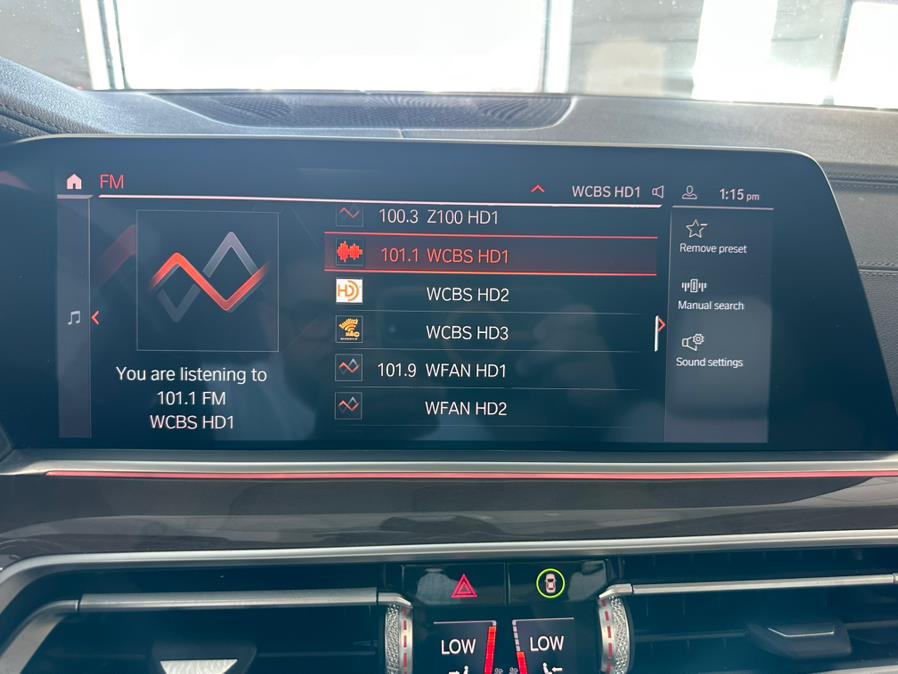 FM
WCBS HD1
1:15 pm
100.3 Z100 HD1
101.1 WCBS HD1
HD
WCBS HD2
WCBS HD3
101.9 WFAN HD1
WFAN HD2
You are listening to
101.1 FM
WCBS HD1
Remove preset
Manual search
Sound settings
LOW
LOW